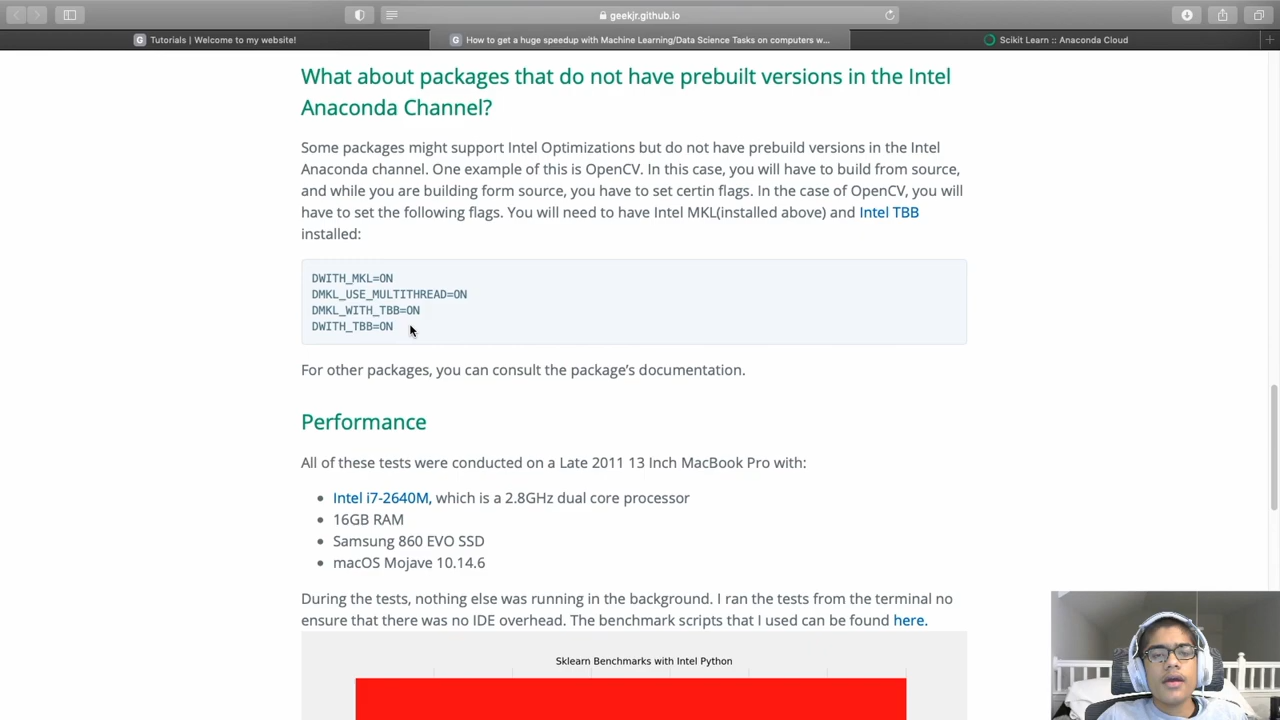 geekjr.github.io
G Tutorials | Welcome to my website!
G How to get a huge speedup with Machine Learning/Data Science Tasks on computers w...
Scikit Learn :: Anaconda Cloud
What about packages that do not have prebuilt versions in the Intel
Anaconda Channel?
Some packages might support Intel Optimizations but do not have prebuild versions in the Intel
Anaconda channel. One example of this is OpenCV. In this case, you will have to build from source,
and while you are building form source, you have to set certin flags. In the case of OpenCV, you will
have to set the following flags. You will need to have Intel MKL(installed above) and Intel TBB
installed:
DWITH_MKL=ON
DMKL_USE_MULTITHREAD=ON
DMKL_WITH_TBB=ON
DWITH_TBB=ON
For other packages, you can consult the package's documentation.
Performance
All of these tests were conducted on a Late 2011 13 Inch MacBook Pro with:
• Intel i7-2640M, which is a 2.8GHz dual core processor
• 16GB RAM
• Samsung 860 EVO SSD
• macOS Mojave 10.14.6
During the tests, nothing else was running in the background. I ran the tests from the terminal no
ensure that there was no IDE overhead. The benchmark scripts that I used can be found here.
Sklearn Benchmarks with Intel Python